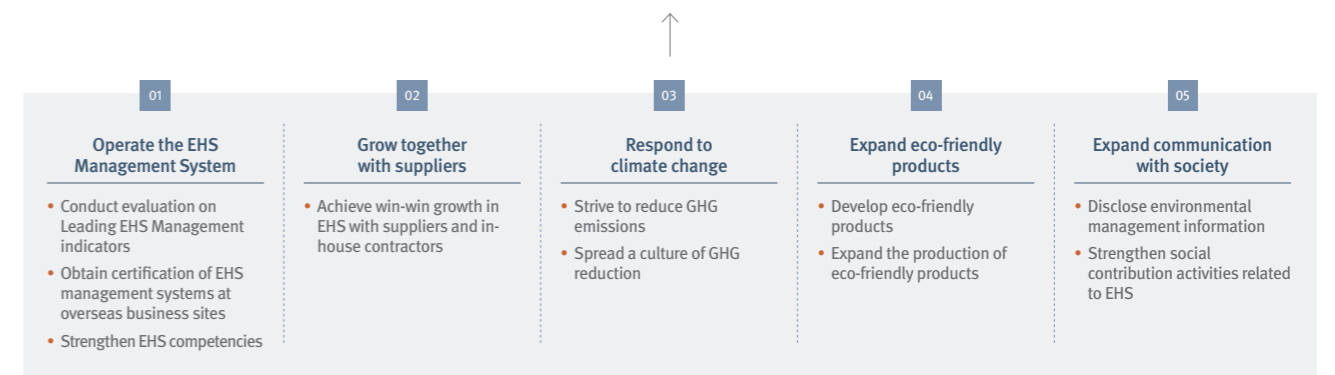 01
Operate the EHS
Management System
• Conduct evaluation on
Leading EHS Management
indicators
• Obtain certification of EHS
management systems at
overseas business sites
• Strengthen EHS competencies
02
Grow together
with suppliers
• Achieve win-win growth in
EHS with suppliers and in-
house contractors
03
Respond to
climate change
• Strive to reduce GHG
emissions
• Spread a culture of GHG
reduction
04
Expand eco-friendly
products
• Develop eco-friendly
products
• Expand the production of
eco-friendly products
05
Expand communication
with society
• Disclose environmental
management information
• Strengthen social
contribution activities related
to EHS